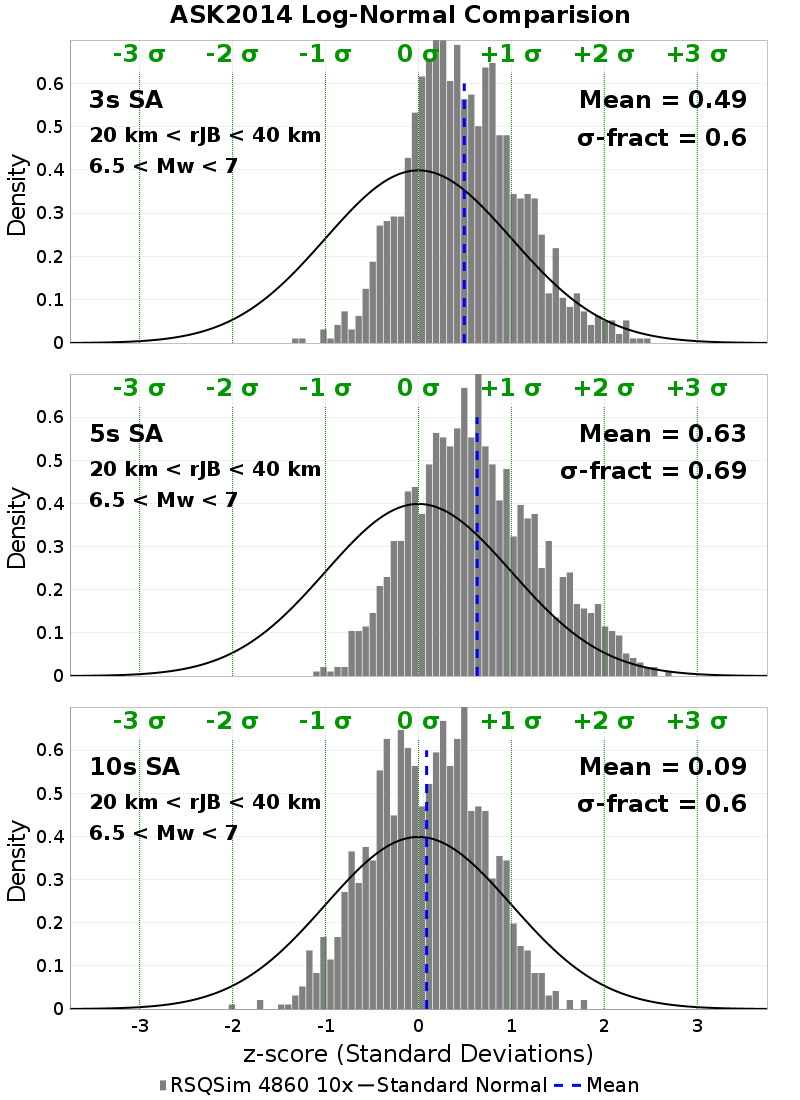 ASK2014 Log-Normal Comparision
-3 σ -2 σ -1 σ 0 σ +1 σ +2 σ +3 σ
3s SA
Mean = 0.49
20 km < rJB < 40 km
σ-fract = 0.6
6.5 < Mw < 7
0.6
0.5
0.4
0.3
0.2
0.1
0
Density
-3 σ -2 σ -1 σ 0 σ +1 σ +2 σ +3 σ
5s SA
Mean = 0.63
20 km < rJB < 40 km
σ-fract = 0.69
6.5 < Mw < 7
0.6
0.5
0.4
0.3
0.2
0.1
0
Density
-3 σ -2 σ -1 σ 0 σ +1 σ +2 σ +3 σ
10s SA
Mean = 0.09
20 km < rJB < 40 km
σ-fract = 0.6
6.5 < Mw < 7
0.6
0.5
0.4
0.3
0.2
0.1
0
Density
-3 -2 -1 0 1 2 3
z-score (Standard Deviations)
RSQSim 4860 10x Standard Normal Mean